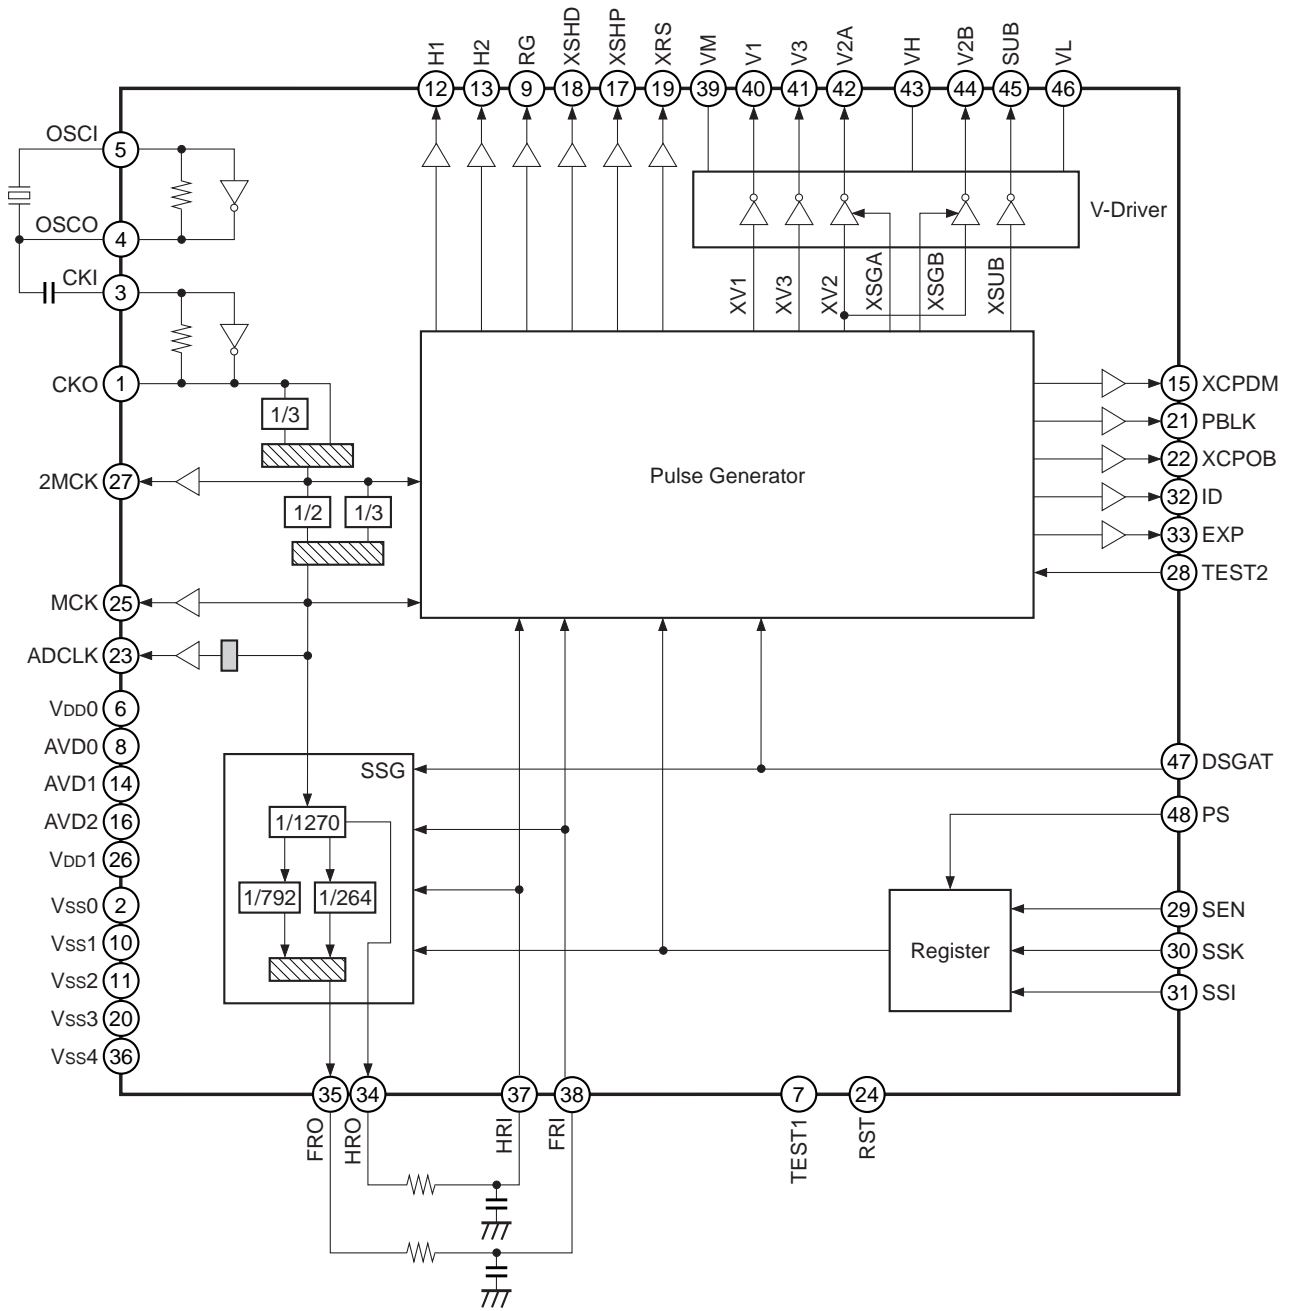 H1
H2
RG
XSHD
XSHP
XRS
VM
V1
V3
V2A
VH
V2B
SUB
VL
12
13
9
18
17
19
39
40
41
42
43
44
45
46
OSCI
5
OSCO
4
CKI
3
CKO
1
1/3
2MCK
27
1/2
1/3
MCK
25
ADCLK
23
VDD0
6
AVD0
8
AVD1
14
AVD2
16
VDD1
26
VSS0
2
VSS1
10
VSS2
11
VSS3
20
VSS4
36
V-Driver
XV1
XV3
XV2
XSGA
XSGB
XSUB
Pulse Generator
15
XCPDM
21
PBLK
22
XCPOB
32
ID
33
EXP
28
TEST2
47
DSGAT
48
PS
29
SEN
30
SSK
31
SSI
Register
SSG
1/1270
1/792
1/264
35
34
37
38
7
24
FRO
HRO
HRI
FRI
TEST1
RST